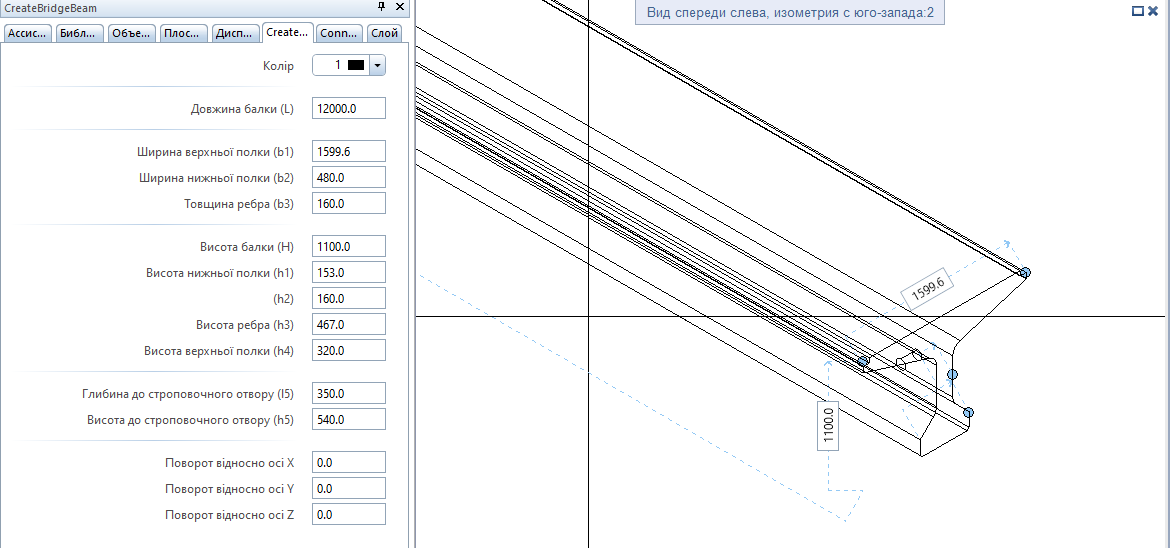 CreateBridgeBeam
Ассис... Библ... Объе... Плос... Дисп... Create... Conn... Слой
Колір 1
Довжина балки (L) 12000.0
Ширина верхньої полки (b1) 1599.6
Ширина нижньої полки (b2) 480.0
Товщина ребра (b3) 160.0
Висота балки (H) 1100.0
Висота нижньої полки (h1) 153.0
(h2) 160.0
Висота ребра (h3) 467.0
Висота верхньої полки (h4) 320.0
Глибина до строповочного отвору (l5) 350.0
Висота до строповочного отвору (h5) 540.0
Поворот відносно осі X 0.0
Поворот відносно осі Y 0.0
Поворот відносно осі Z 0.0
Вид спереди слева, изометрия с юго-запада:2
1599.6
1100.0